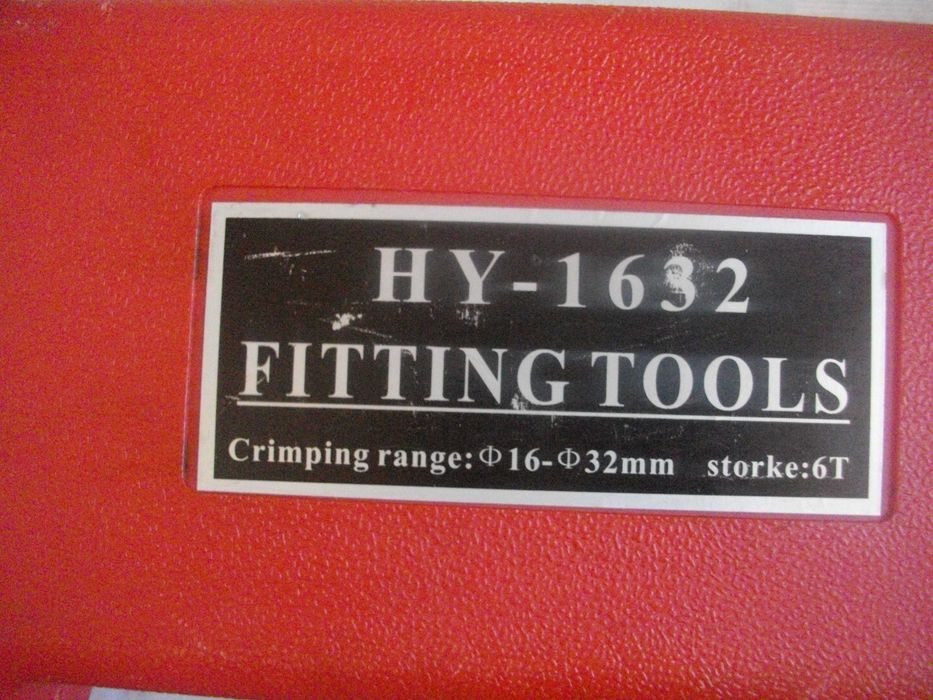 HY-1632
FITTING TOOLS
Crimping range:Φ16-Φ32mm storke:6T